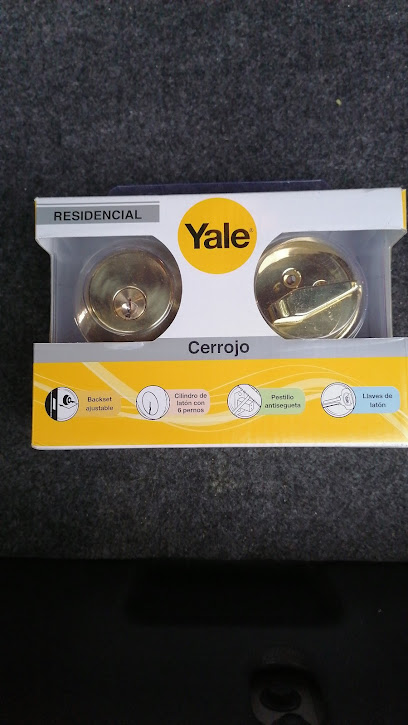 RESIDENCIAL
Yale
Cerrojo
Backset
ajustable
Cilindro de
latón con
6 pernos
Pestillo
antisegueta
Llaves de
latón